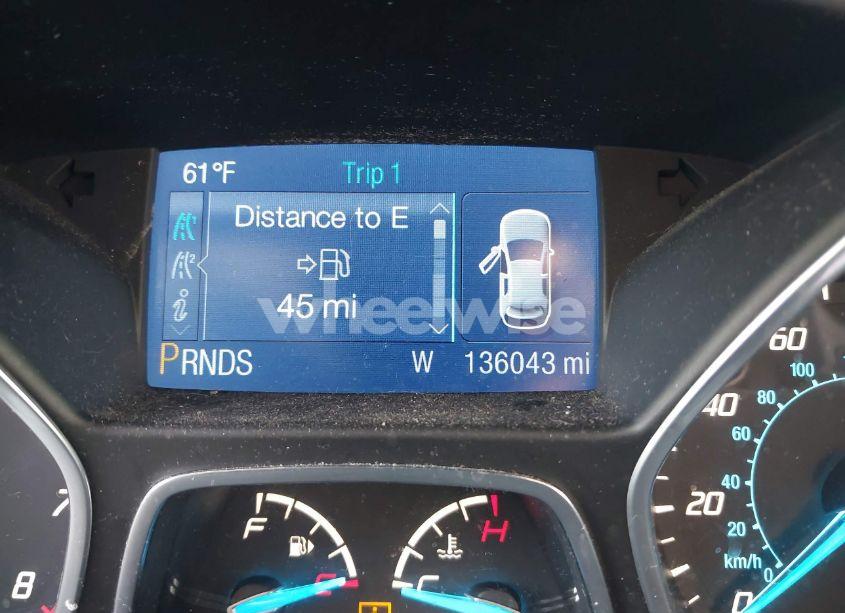 61°F Trip 1
Distance to E
45 mi
wheelwise
PRNDS W 136043 mi
7
8
F
E
H
C
60
40
20
0
100
80
60
40
20
0
km/h